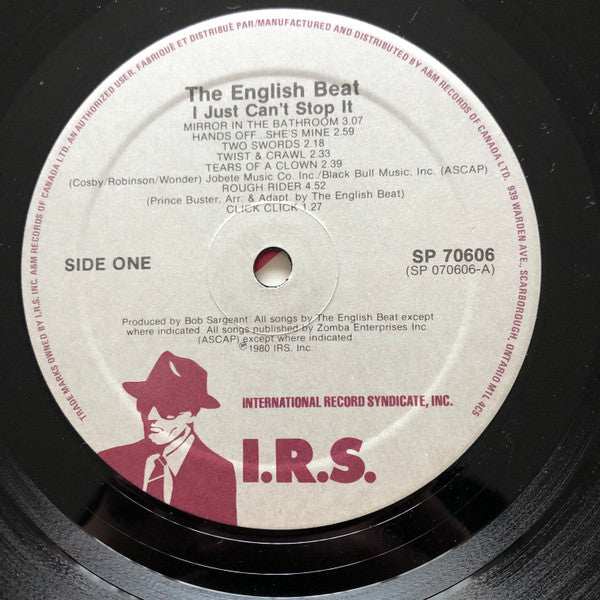 FABRIQUÉ ET DISTRIBUÉ PAR/MANUFACTURED AND DISTRIBUTED BY A&M RECORDS OF CANADA LTD. 939 WARDEN AVE., SCARBOROUGH, ONTARIO M1L 4C5
TRADE MARKS OWNED BY I.R.S. INC. A&M RECORDS OF CANADA LTD. AN AUTHORIZED USER.
The English Beat
I Just Can't Stop It
MIRROR IN THE BATHROOM 3.07
HANDS OFF...SHE'S MINE 2.59
TWO SWORDS 2.18
TWIST & CRAWL 2.33
TEARS OF A CLOWN 2.39
(Cosby/Robinson/Wonder) Jobete Music Co. Inc./Black Bull Music, Inc. (ASCAP)
ROUGH RIDER 4.52
(Prince Buster, Arr. & Adapt. by The English Beat)
CLICK CLICK 1.27
SIDE ONE
SP 70606
(SP 070606-A)
Produced by Bob Sargeant. All songs by The English Beat except
where indicated. All songs published by Zomba Enterprises Inc.
(ASCAP) except where indicated.
℗1980 IRS, Inc.
INTERNATIONAL RECORD SYNDICATE, INC.
I.R.S.